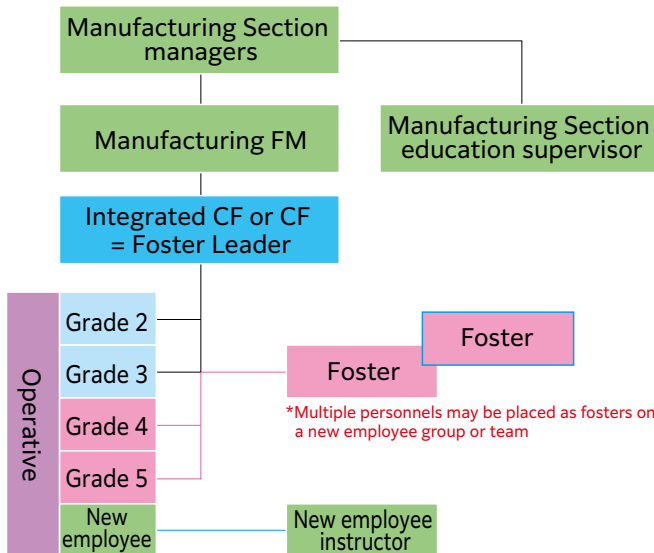 Manufacturing Section
managers
Manufacturing FM
Manufacturing Section
education supervisor
Integrated CF or CF
= Foster Leader
Operative
Grade 2
Grade 3
Grade 4
Grade 5
New
employee
Foster
Foster
*Multiple personnels may be placed as fosters on
a new employee group or team
New employee
instructor